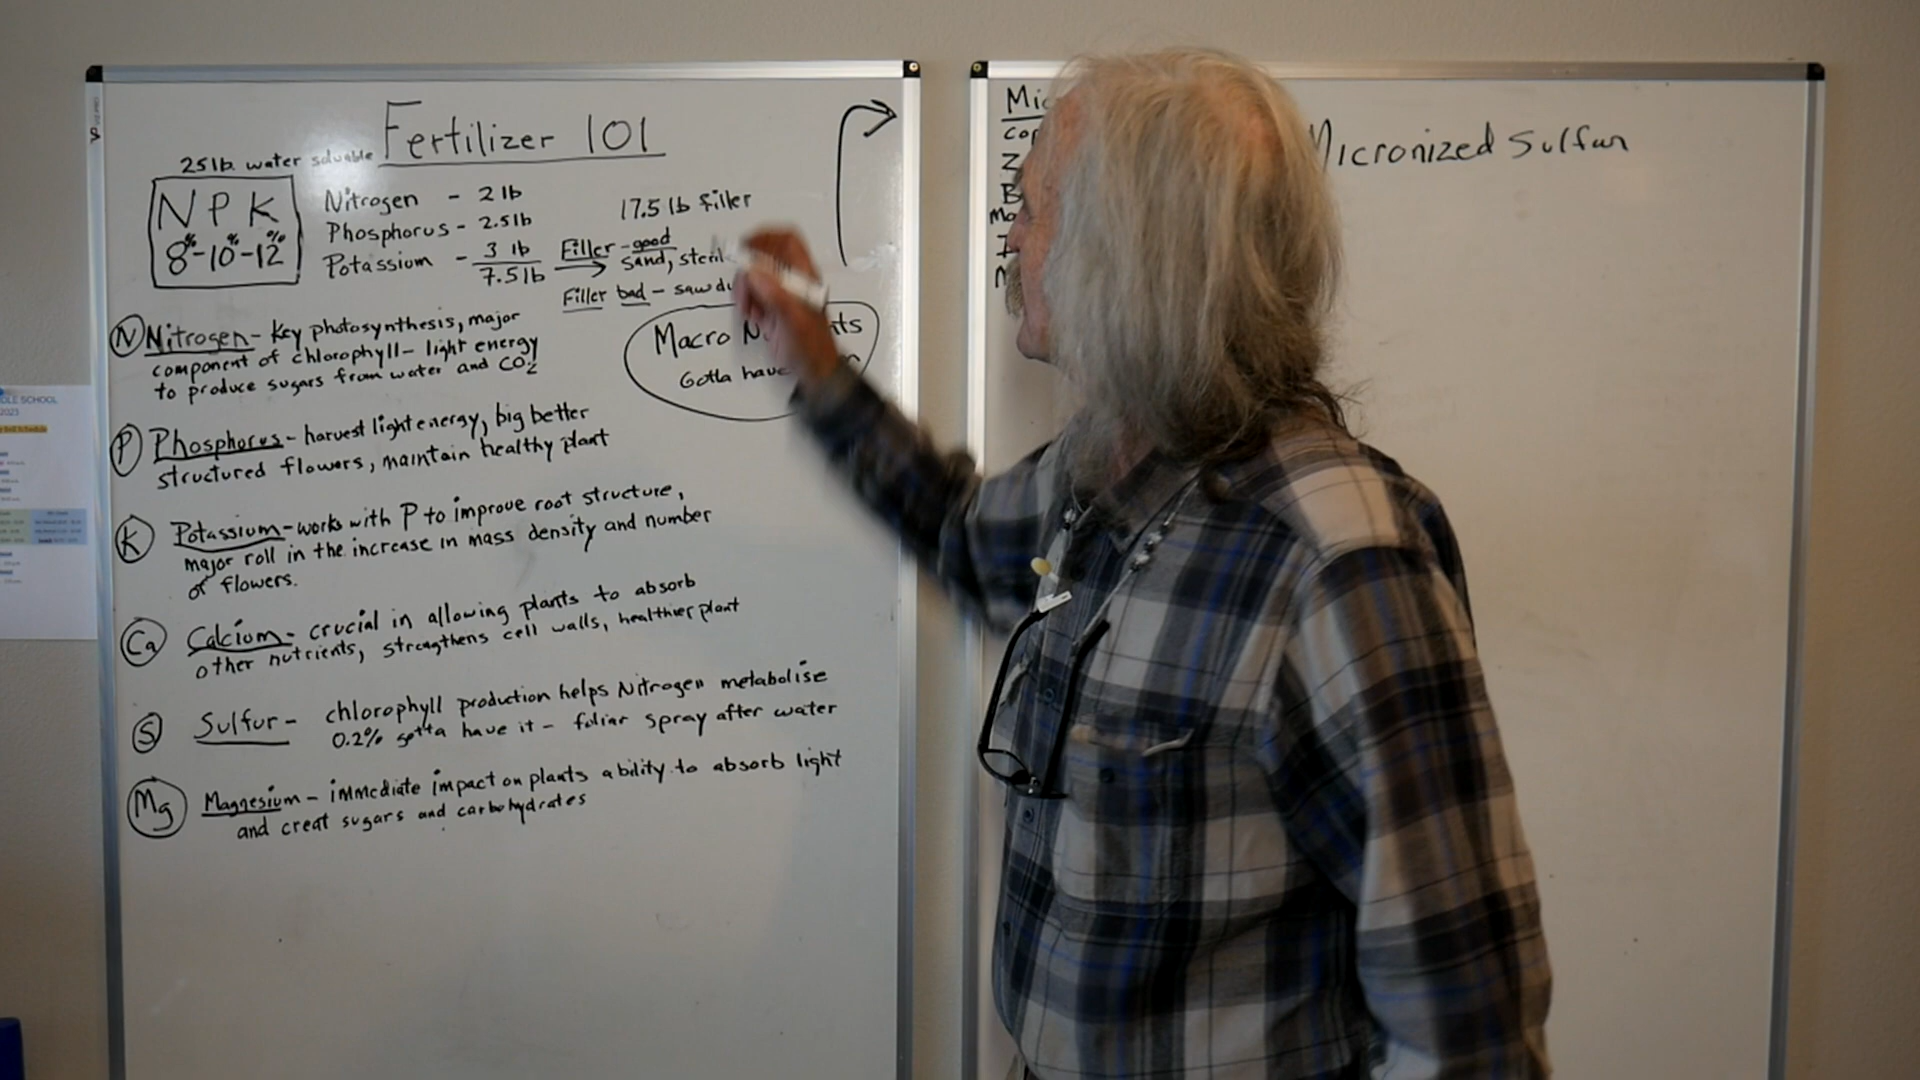 Fertilizer 101
25lb. water soluable
N P K
8%-10%-12%
Nitrogen - 2 lb
Phosphorus - 2.5lb
Potassium - 3 lb
7.5lb
17.5 lb filler
Filler - good
sand,
Filler bad -
Macro
Gotta have
N Nitrogen - Key photosynthesis, major
component of chlorophyll - light energy
to produce sugars from water and CO2
P Phosphorus - harvest light energy, big better
structured flowers, maintain healthy plant
K Potassium - works with P to improve root structure,
major roll in the increase in mass density and number
of flowers.
Ca Calcium - crucial in allowing plants to absorb
other nutrients, strengthens cell walls, healthier plant
S Sulfur - chlorophyll production helps Nitrogen metabolise
0.2% gotta have it - foliar spray after water
Mg Magnesium - immediate impact on plants ability to absorb light
and creat sugars and carbohydrates
Micronized Sulfur
OLE SCHOOL
2023